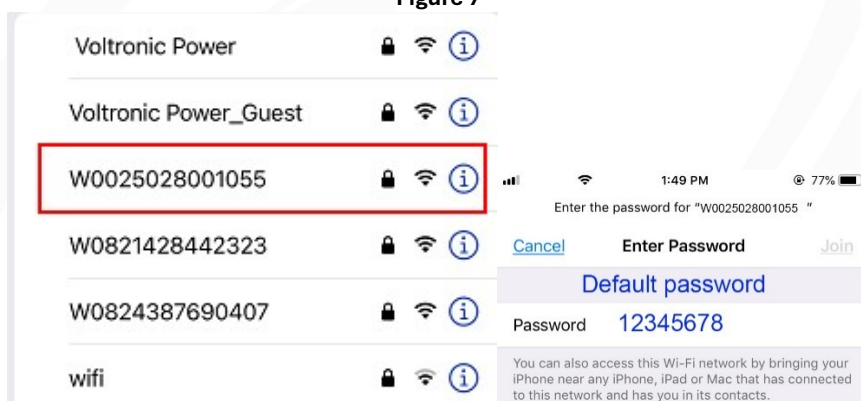 Figure 7
Voltronic Power
Voltronic Power_Guest
W0025028001055
W0821428442323
W0824387690407
wifi
1:49 PM
77%
Enter the password for "W0025028001055 "
Cancel Enter Password Join
Default password
Password 12345678
You can also access this Wi-Fi network by bringing your
iPhone near any iPhone, iPad or Mac that has connected
to this network and has you in its contacts.